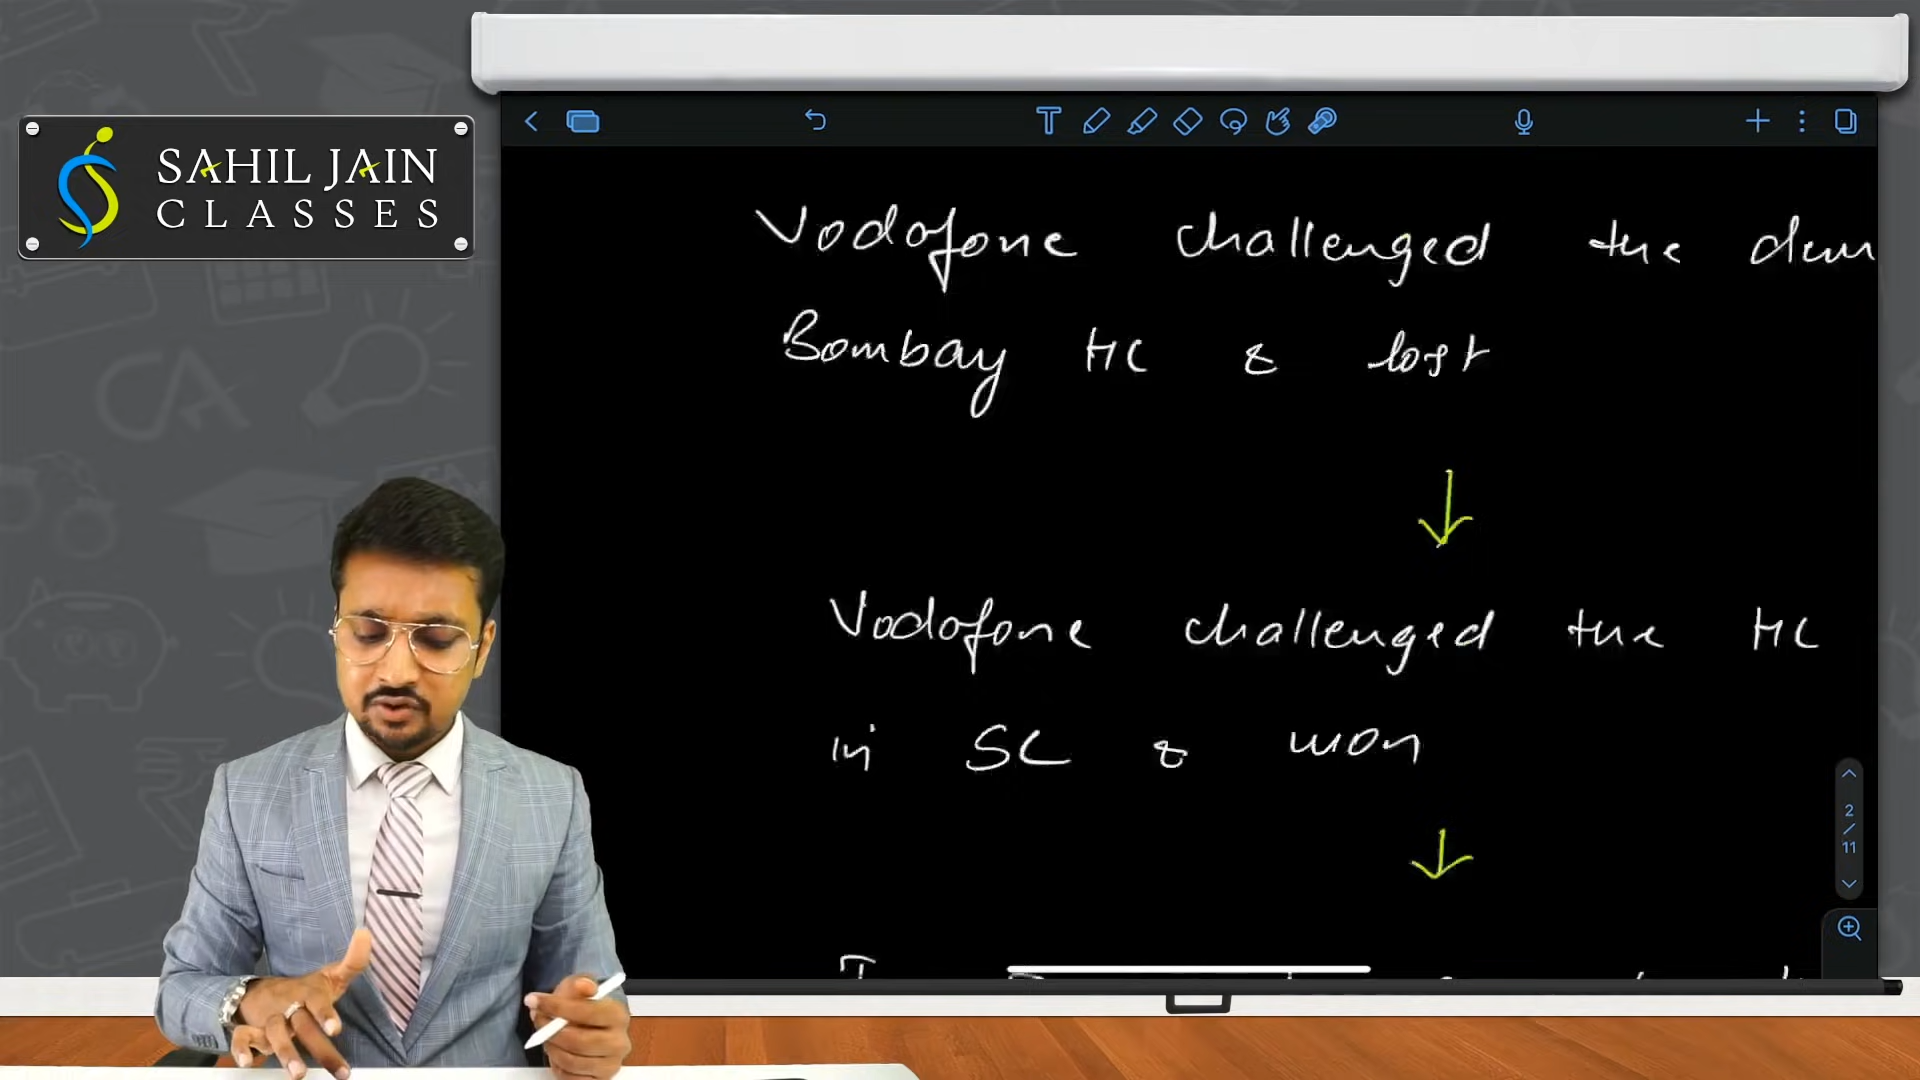 SAHIL JAIN
CLASSES
Vodafone challenged the
Bombay HC & lost
Vodafone challenged the HC
in SC & won
2
/
11